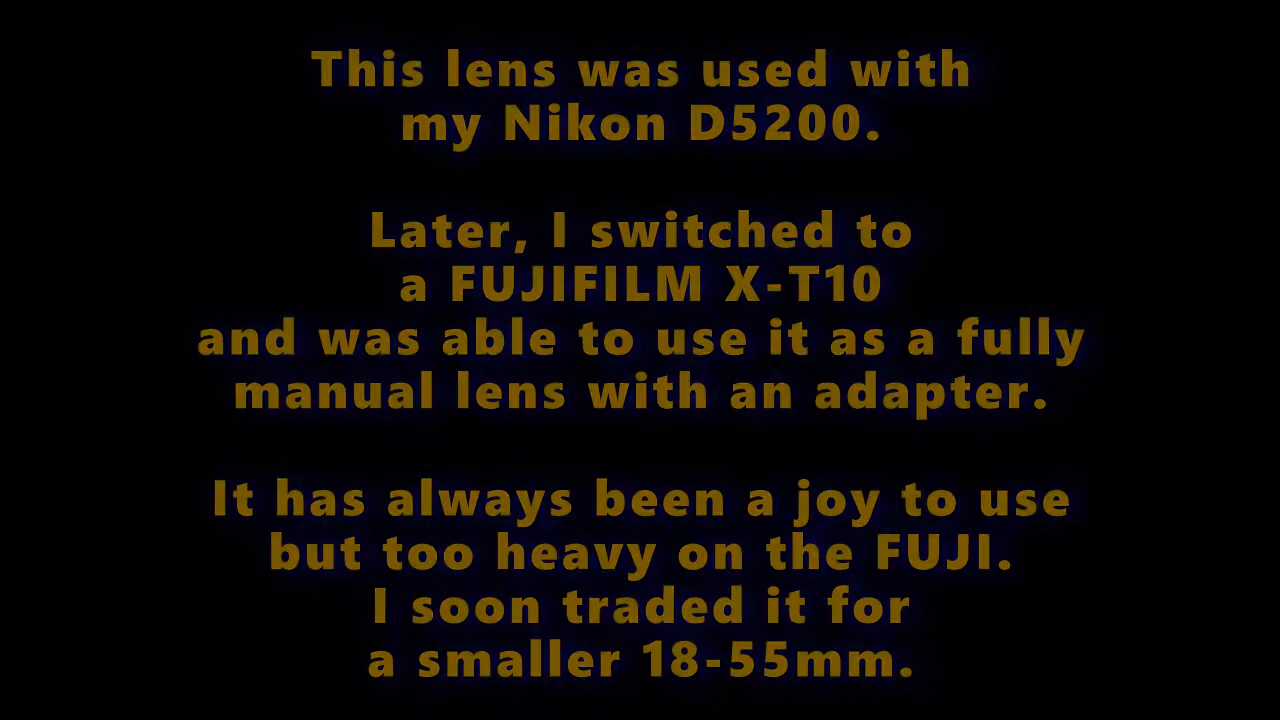 This lens was used with
my Nikon D5200.
Later, I switched to
a FUJIFILM X-T10
and was able to use it as a fully
manual lens with an adapter.
It has always been a joy to use
but too heavy on the FUJI.
I soon traded it for
a smaller 18-55mm.